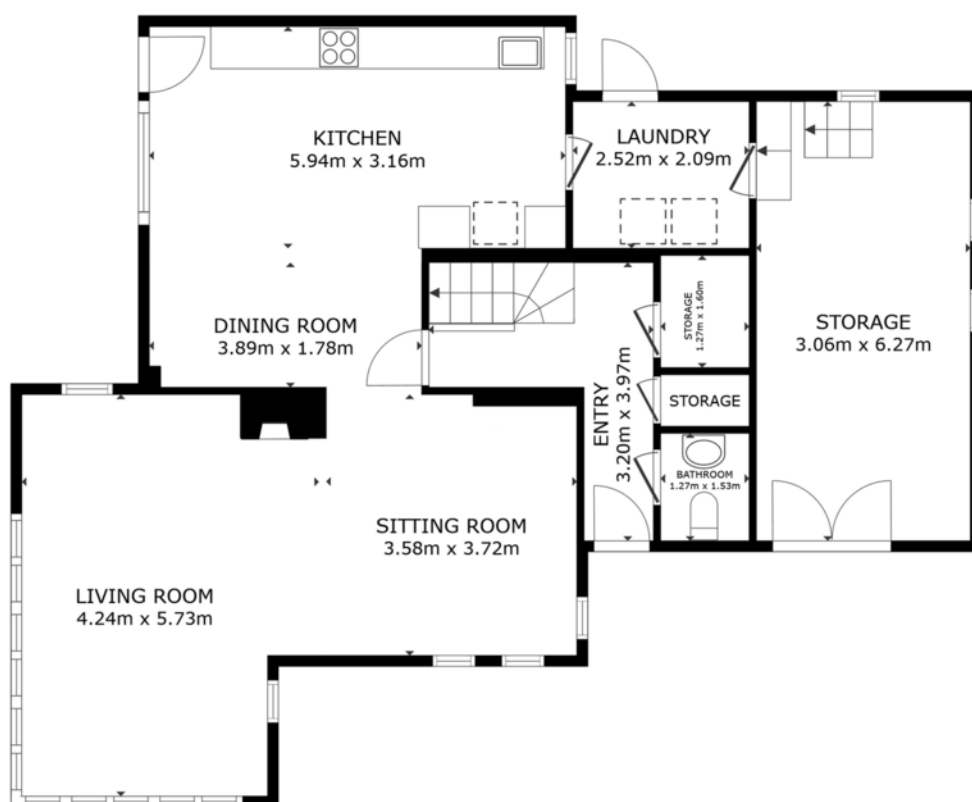 KITCHEN
5.94m x 3.16m
LAUNDRY
2.52m x 2.09m
STORAGE
1.27m x 1.60m
STORAGE
3.06m x 6.27m
DINING ROOM
3.89m x 1.78m
ENTRY
3.20m x 3.97m
STORAGE
BATHROOM
1.27m x 1.53m
SITTING ROOM
3.58m x 3.72m
LIVING ROOM
4.24m x 5.73m